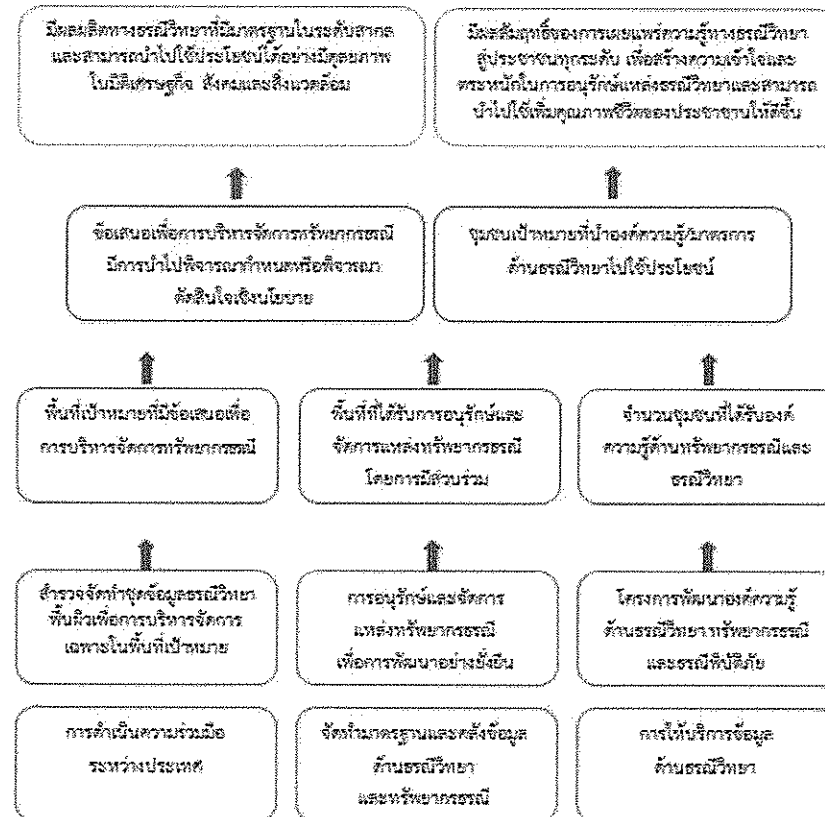 มีผลผลิตทางธรณีวิทยาที่มีมาตรฐานในระดับสากล
และสามารถนำไปใช้ประโยชน์ได้อย่างมีดุลยภาพ
ในมิติเศรษฐกิจ สังคมและสิ่งแวดล้อม
มีผลสัมฤทธิ์ของการเผยแพร่ความรู้ทางธรณีวิทยา
สู่ประชาชนทุกระดับ เพื่อสร้างความเข้าใจและ
ตระหนักในการอนุรักษ์แหล่งธรณีวิทยาและสามารถ
นำไปใช้เพิ่มคุณภาพชีวิตของประชาชานให้ดีขึ้น
ข้อเสนอเพื่อการบริหารจัดการทรัพยากรธรณี
มีการนำไปพิจารณากำหนดหรือพิจารณา
ตัดสินใจเชิงนโยบาย
ชุมชนเป้าหมายที่นำองค์ความรู้/มาตรการ
ด้านธรณีวิทยาไปใช้ประโยชน์
พื้นที่เป้าหมายที่มีข้อเสนอเพื่อ
การบริหารจัดการทรัพยากรธรณี
พื้นที่ที่ได้รับการอนุรักษ์และ
จัดการแหล่งทรัพยากรธรณี
โดยการมีส่วนร่วม
จำนวนชุมชนที่ได้รับองค์
ความรู้ด้านทรัพยากรธรณีและ
ธรณีวิทยา
สำรวจจัดทำชุดข้อมูลธรณีวิทยา
พื้นผิวเพื่อการบริหารจัดการ
เฉพาะในพื้นที่เป้าหมาย
การอนุรักษ์และจัดการ
แหล่งทรัพยากรธรณี
เพื่อการพัฒนาอย่างยั่งยืน
โครงการพัฒนาองค์ความรู้
ด้านธรณีวิทยาทรัพยากรธรณี
และธรณีพิบัติภัย
การดำเนินความร่วมมือ
ระหว่างประเทศ
จัดทำมาตรฐานและคลังข้อมูล
ด้านธรณีวิทยา
และทรัพยากรธรณี
การให้บริการข้อมูล
ด้านธรณีวิทยา